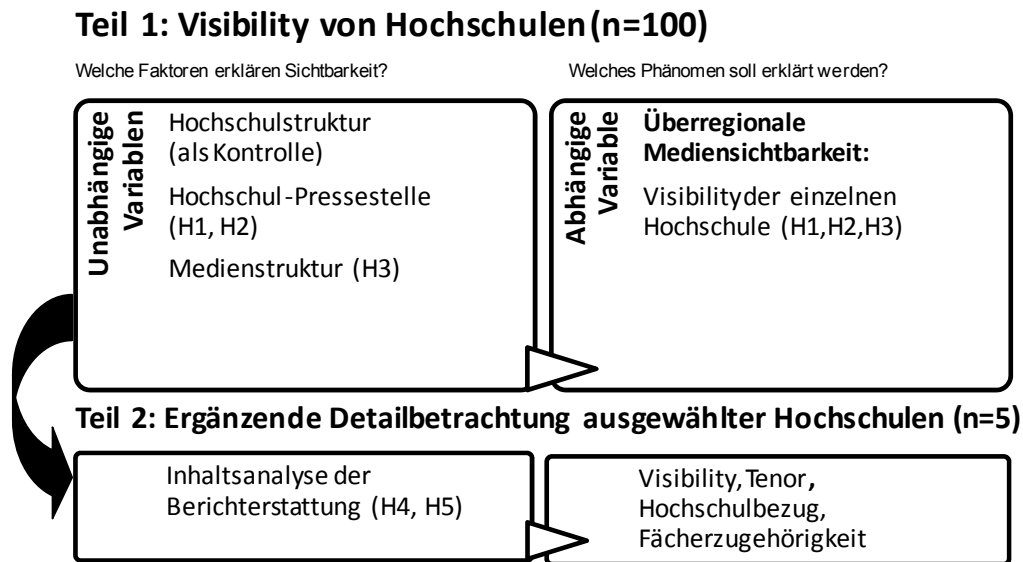 Teil 1: Visibility von Hochschulen (n=100)
Welche Faktoren erklären Sichtbarkeit?
Welches Phänomen soll erklärt werden?
Unabhängige
Variablen
Hochschulstruktur
(als Kontrolle)
Hochschul-Pressestelle
(H1, H2)
Medienstruktur (H3)
Abhängige
Variable
Überregionale
Mediensichtbarkeit:
Visibilityder einzelnen
Hochschule (H1,H2,H3)
Teil 2: Ergänzende Detailbetrachtung ausgewählter Hochschulen (n=5)
Inhaltsanalyse der
Berichterstattung (H4, H5)
Visibility, Tenor,
Hochschulbezug,
Fächerzugehörigkeit